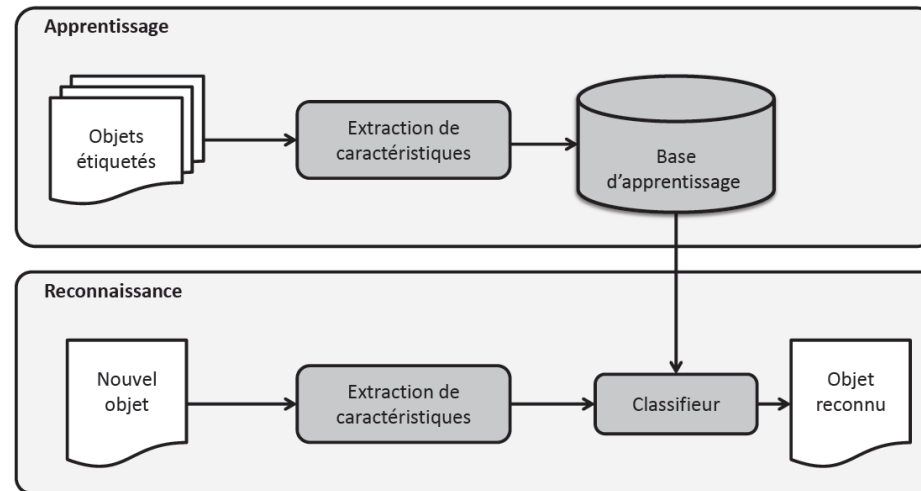 Apprentissage
Objets
étiquetés
Extraction de
caractéristiques
Base
d’apprentissage
Reconnaissance
Nouvel
objet
Extraction de
caractéristiques
Classifieur
Objet
reconnu